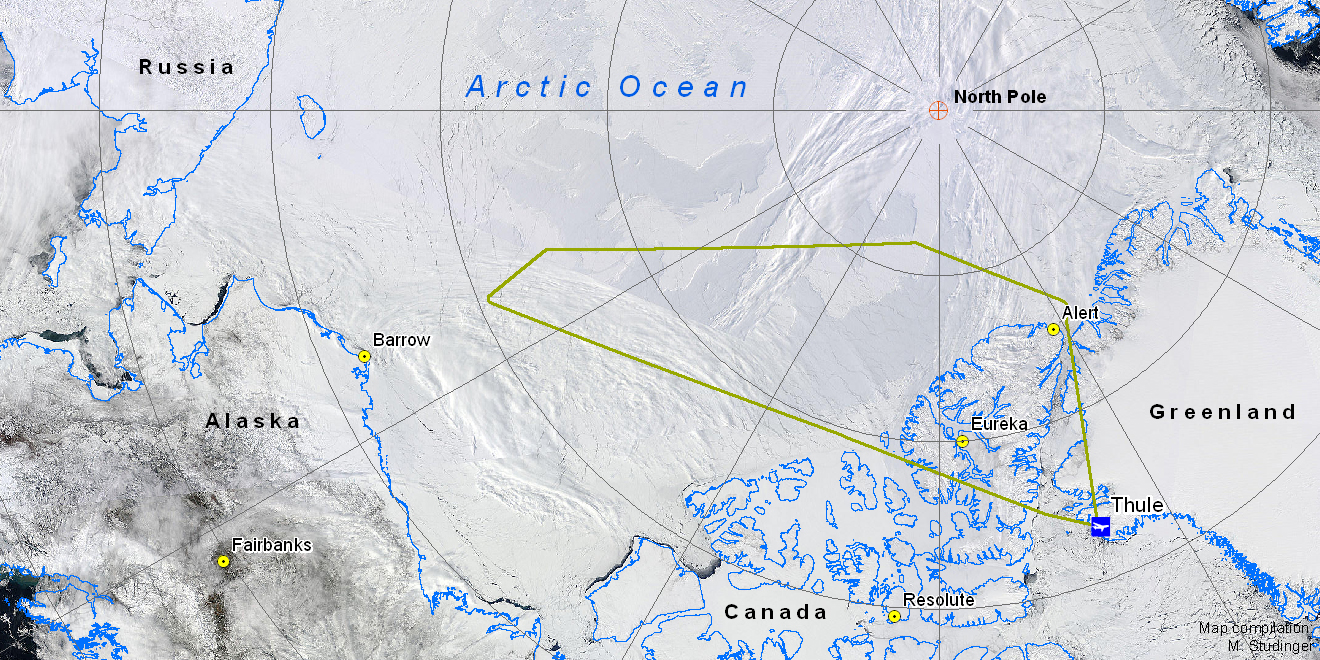 Russia
Arctic Ocean
North Pole
Alert
Barrow
Greenland
Alaska
Eureka
Thule
Fairbanks
Resolute
Canada
Map compilation
M. Studinger